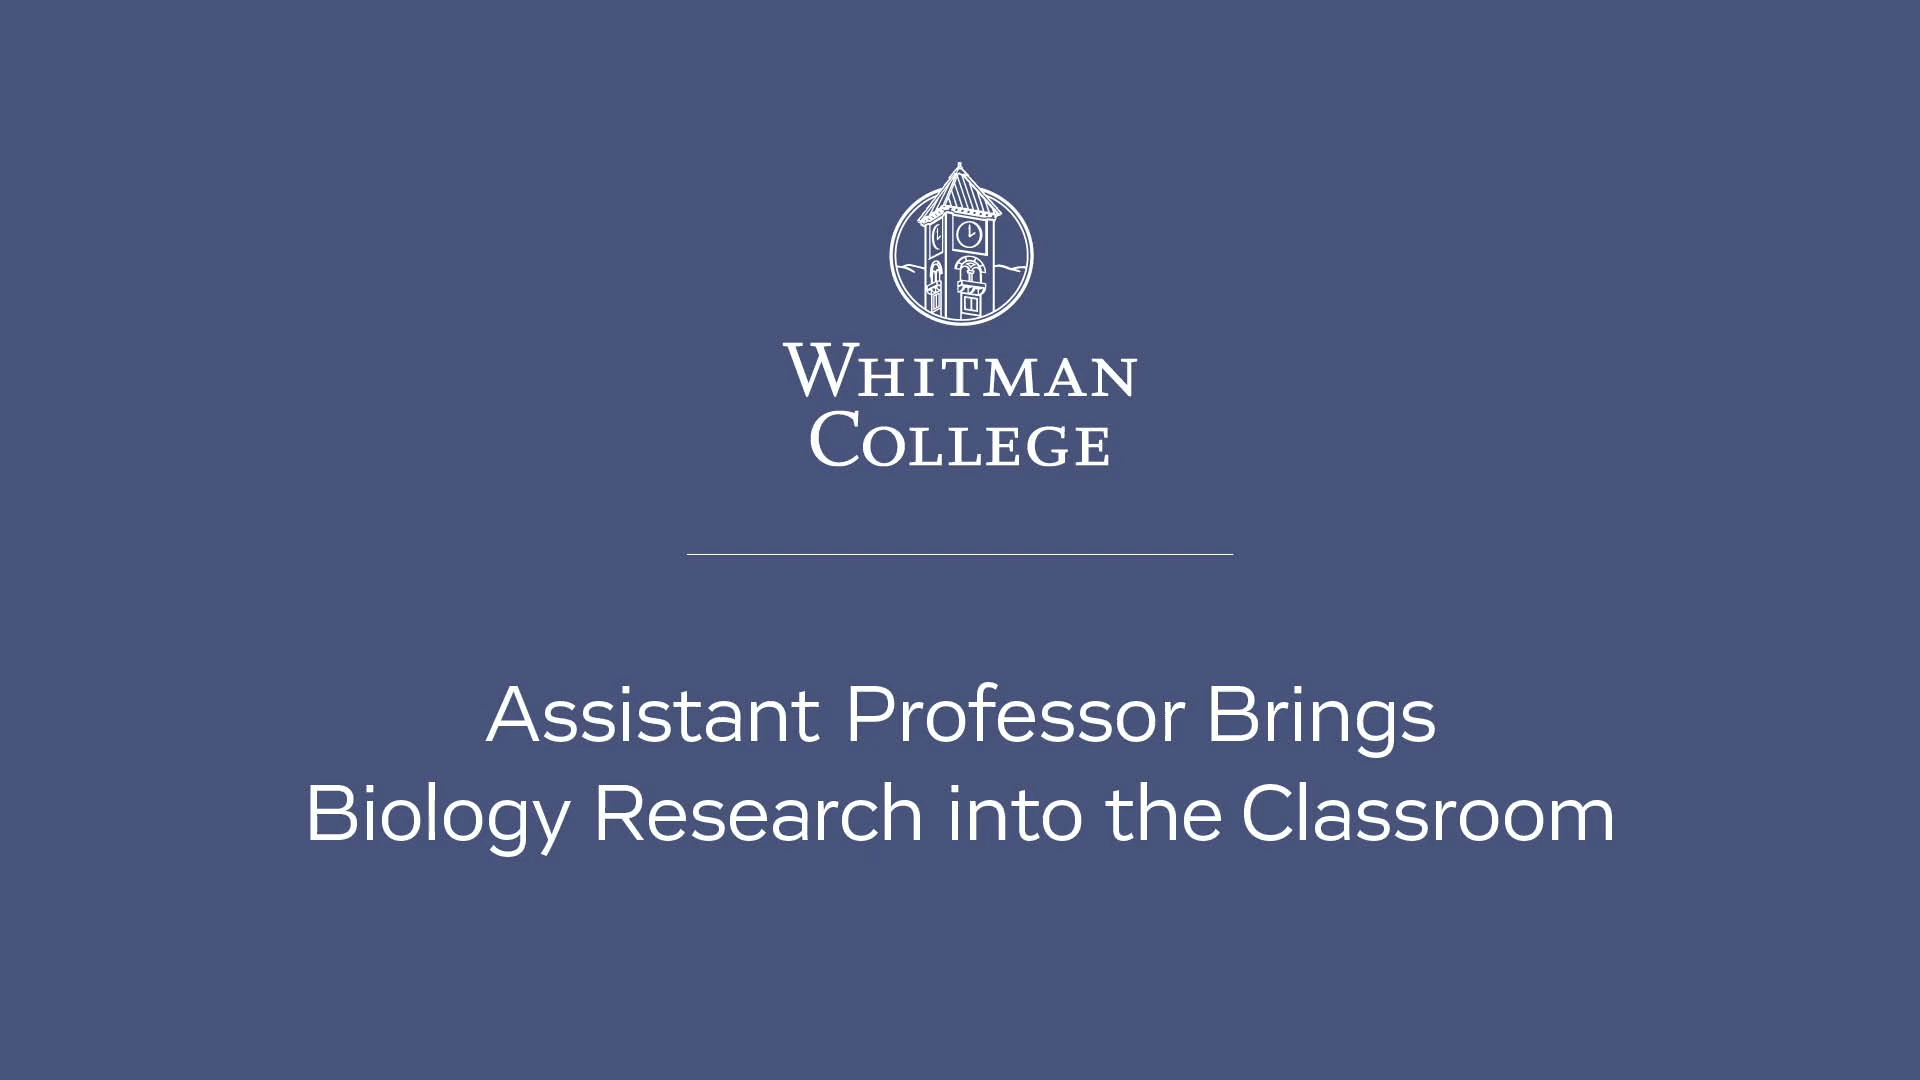 WHITMAN
COLLEGE
Assistant Professor Brings
Biology Research into the Classroom